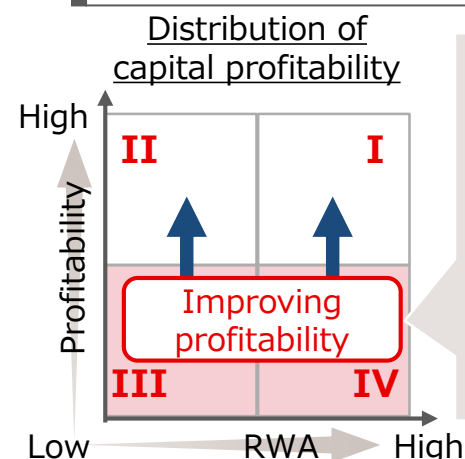 Distribution of
capital profitability
High
II
I
Profitability
Improving
profitability
III
IV
Low
RWA
High